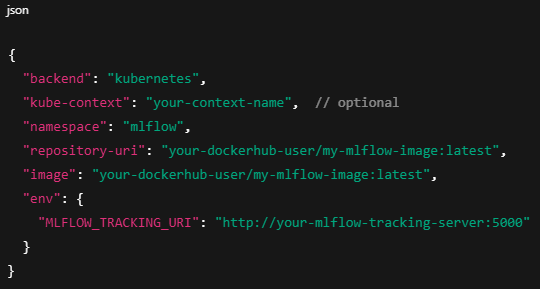 json
{
  "backend": "kubernetes",
  "kube-context": "your-context-name",  // optional
  "namespace": "mlflow",
  "repository-uri": "your-dockerhub-user/my-mlflow-image:latest",
  "image": "your-dockerhub-user/my-mlflow-image:latest",
  "env": {
    "MLFLOW_TRACKING_URI": "http://your-mlflow-tracking-server:5000"
  }
}